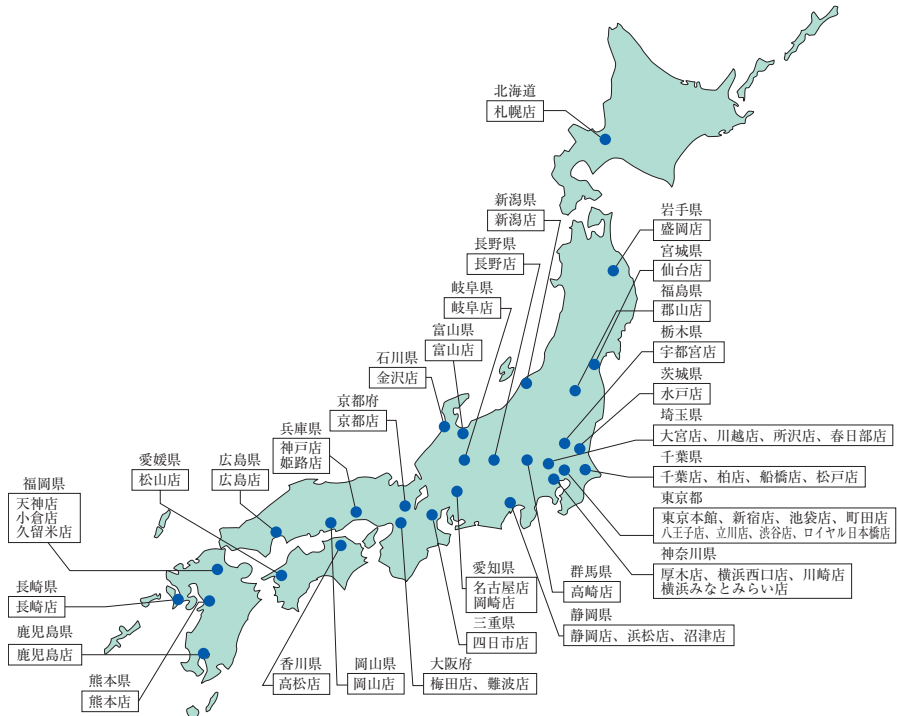 北海道
札幌店
新潟県
新潟店
長野県
長野店
岐阜県
岐阜店
富山県
富山店
石川県
金沢店
京都府
京都店
兵庫県
神戸店
姫路店
広島県
広島店
愛媛県
松山店
福岡県
天神店
小倉店
久留米店
長崎県
長崎店
鹿児島県
鹿児島店
熊本県
熊本店
岩手県
盛岡店
宮城県
仙台店
福島県
郡山店
栃木県
宇都宮店
茨城県
水戸店
埼玉県
大宮店、川越店、所沢店、春日部店
千葉県
千葉店、柏店、船橋店、松戸店
東京都
東京本館、新宿店、池袋店、町田店
八王子店、立川店、渋谷店、ロイヤル日本橋店
神奈川県
厚木店、横浜西口店、川崎店
横浜みなとみらい店
群馬県
高崎店
静岡県
静岡店、浜松店、沼津店
愛知県
名古屋店
岡崎店
三重県
四日市店
大阪府
梅田店、難波店
岡山県
岡山店
香川県
高松店